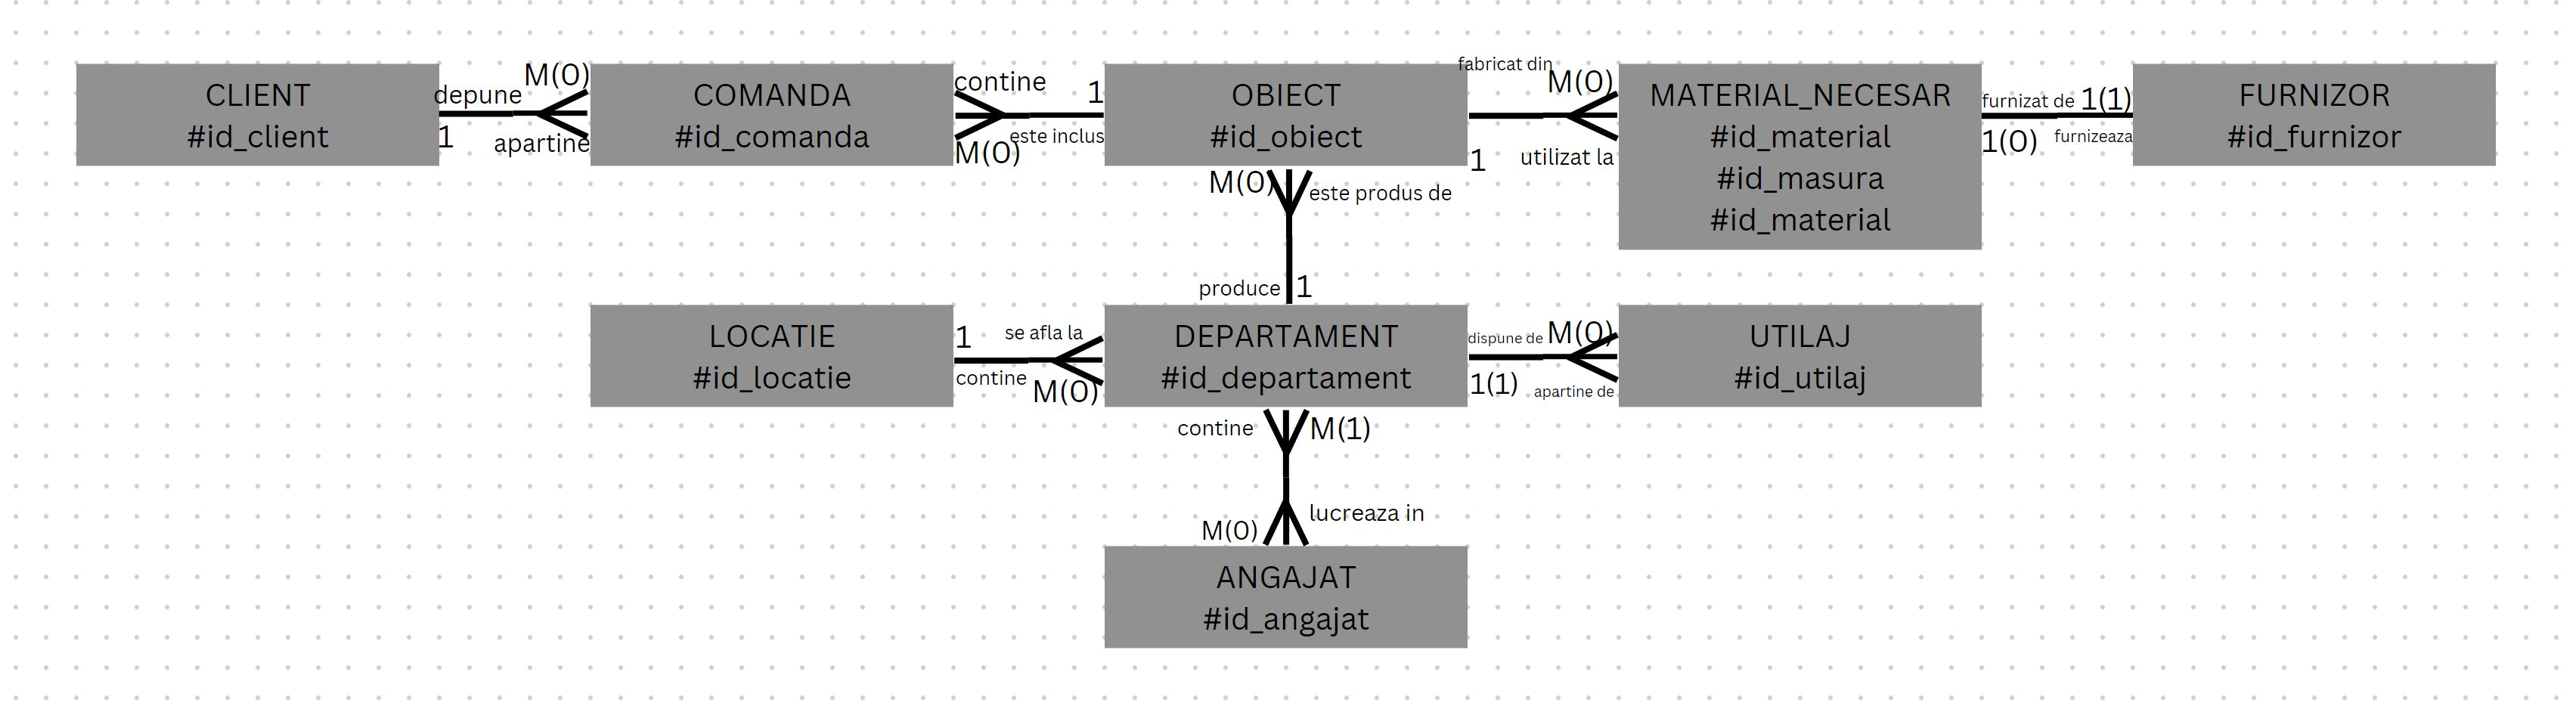 CLIENT
#id_client
depune
1
M(0)
apartine
COMANDA
#id_comanda
contine
M(0)
1
este inclus
OBIECT
#id_obiect
fabricat din
1
M(0)
utilizat la
MATERIAL_NECESAR
#id_material
#id_masura
#id_material
furnizat de
1(0)
1(1)
furnizeaza
FURNIZOR
#id_furnizor
M(0)
este produs de
produce
1
LOCATIE
#id_locatie
1
contine
se afla la
M(0)
DEPARTAMENT
#id_departament
dispune de
1(1)
M(0)
apartine de
UTILAJ
#id_utilaj
contine
M(1)
M(0)
lucreaza in
ANGAJAT
#id_angajat